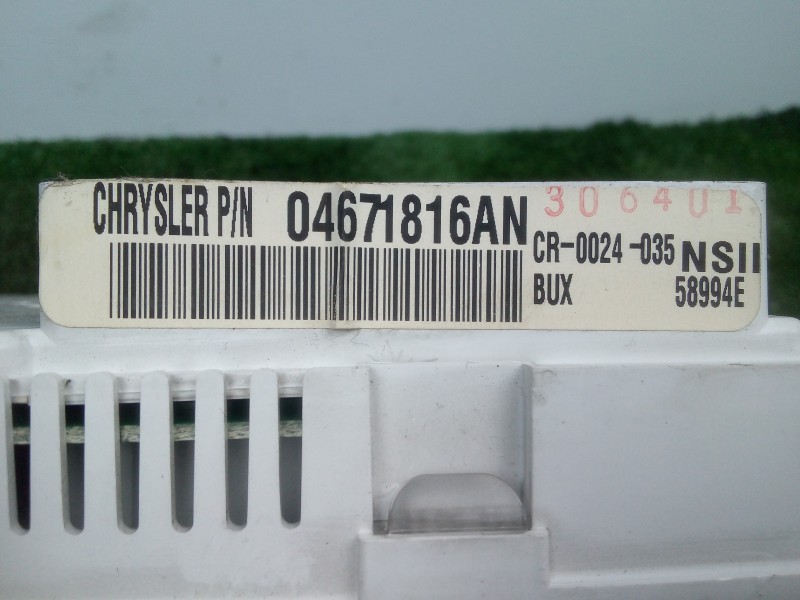 CHRYSLER P/N 04671816AN 306401
CR-0024-035 NSII
BUX 58994E